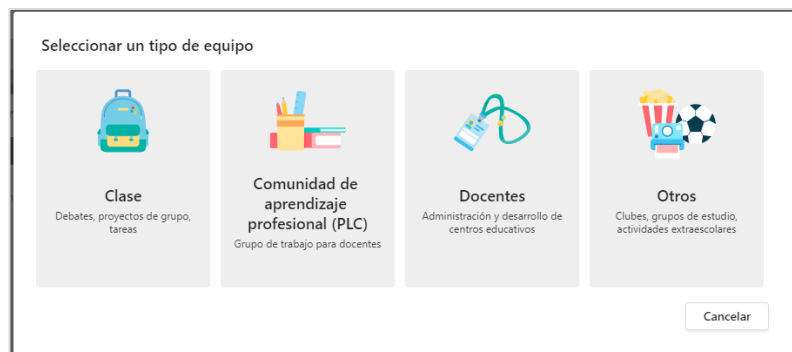 Seleccionar un tipo de equipo
Clase
Debates, proyectos de grupo,
tareas
Comunidad de
aprendizaje
profesional (PLC)
Grupo de trabajo para docentes
Docentes
Administración y desarrollo de
centros educativos
Otros
Clubes, grupos de estudio,
actividades extraescolares
Cancelar